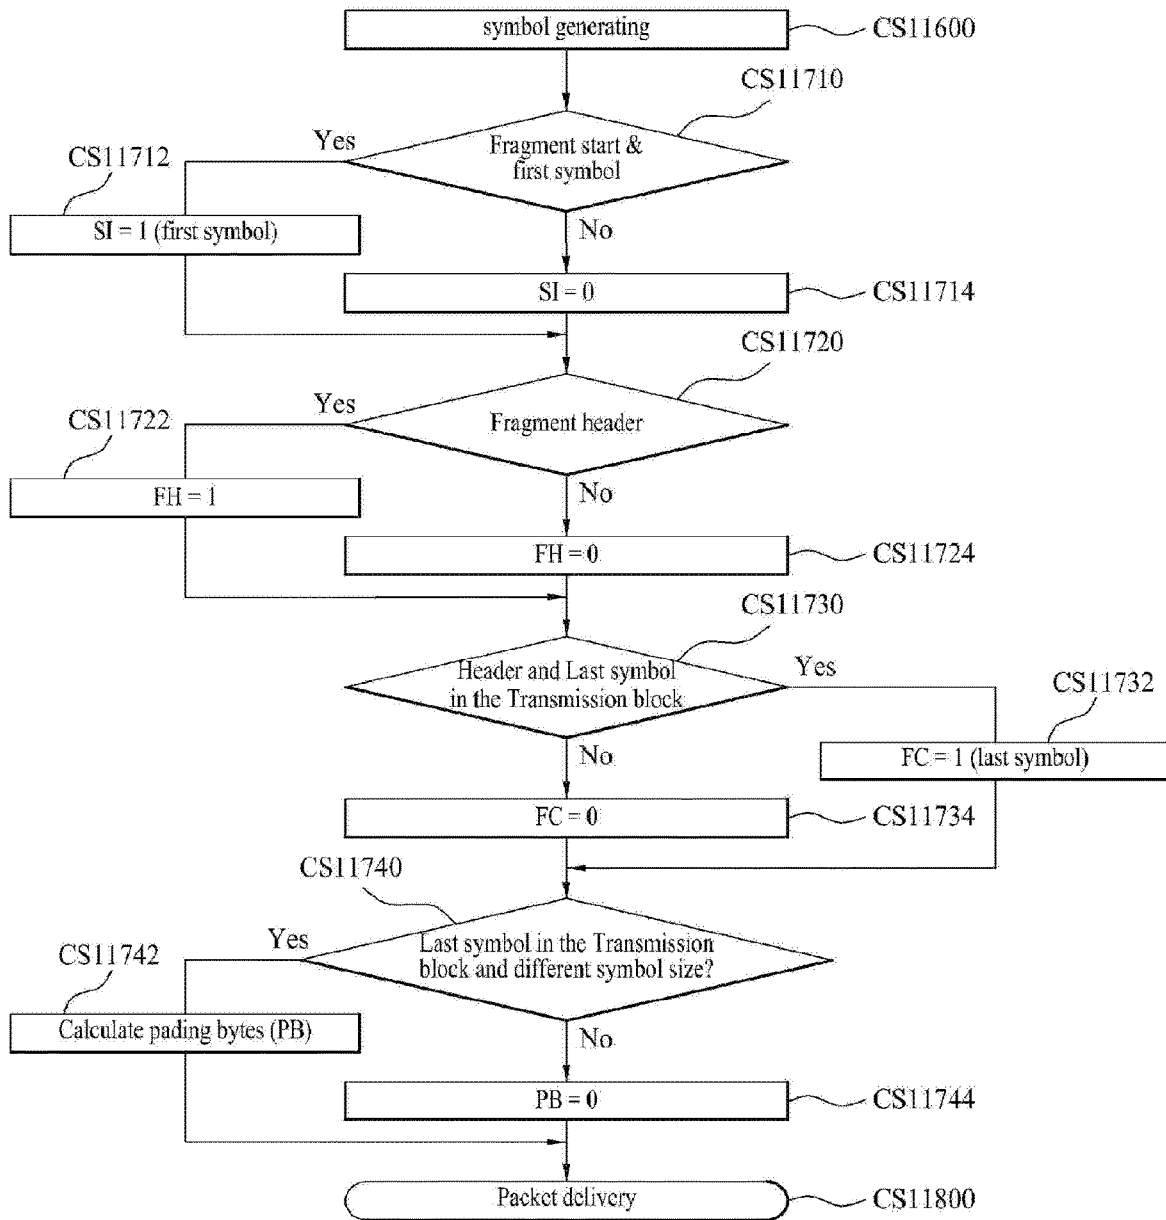 symbol generating
CS11600
CS11710
Yes
Fragment start &
first symbol
CS11712
SI = 1 (first symbol)
No
SI = 0
CS11714
CS11720
Yes
Fragment header
CS11722
FH = 1
No
FH = 0
CS11724
CS11730
Header and Last symbol
in the Transmission block
Yes
CS11732
FC = 1 (last symbol)
No
FC = 0
CS11734
CS11740
Yes
Last symbol in the Transmission
block and different symbol size?
CS11742
Calculate pading bytes (PB)
No
PB = 0
CS11744
Packet delivery
CS11800